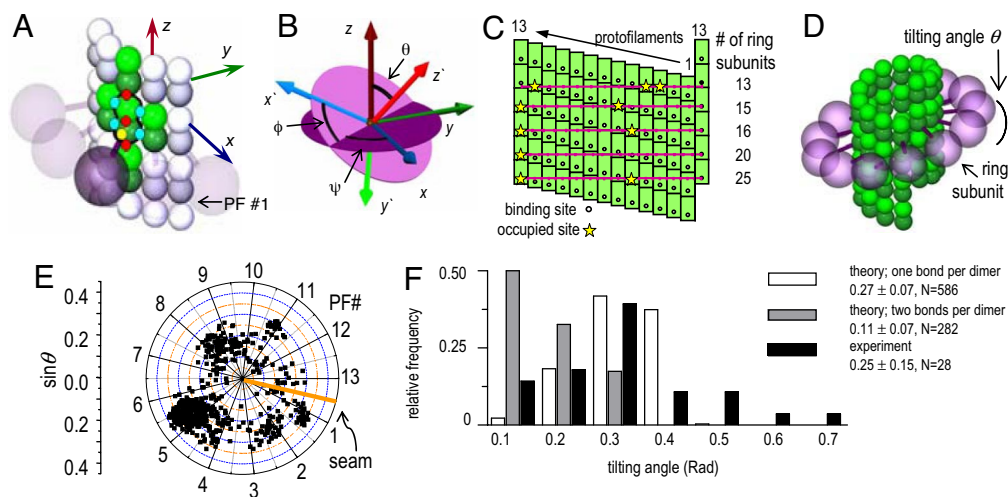 A
z
y
x
PF #1
B
z
θ
z`
x`
ϕ
y
ψ
x
y`
C
13
protofilaments
13
1
# of ring
subunits
13
15
16
20
25
binding site
occupied site
D
tilting angle θ
ring
subunit
E
sinθ
0.4
0.2
0.0
0.2
0.4
9
10
8
11
PF#
7
12
13
6
1
5
2
4
3
seam
F
relative frequency
0.50
0.25
0
0.1 0.2 0.3 0.4 0.5 0.6 0.7
tilting angle (Rad)
theory; one bond per dimer
0.27 ± 0.07, N=586
theory; two bonds per dimer
0.11 ± 0.07, N=282
experiment
0.25 ± 0.15, N=28